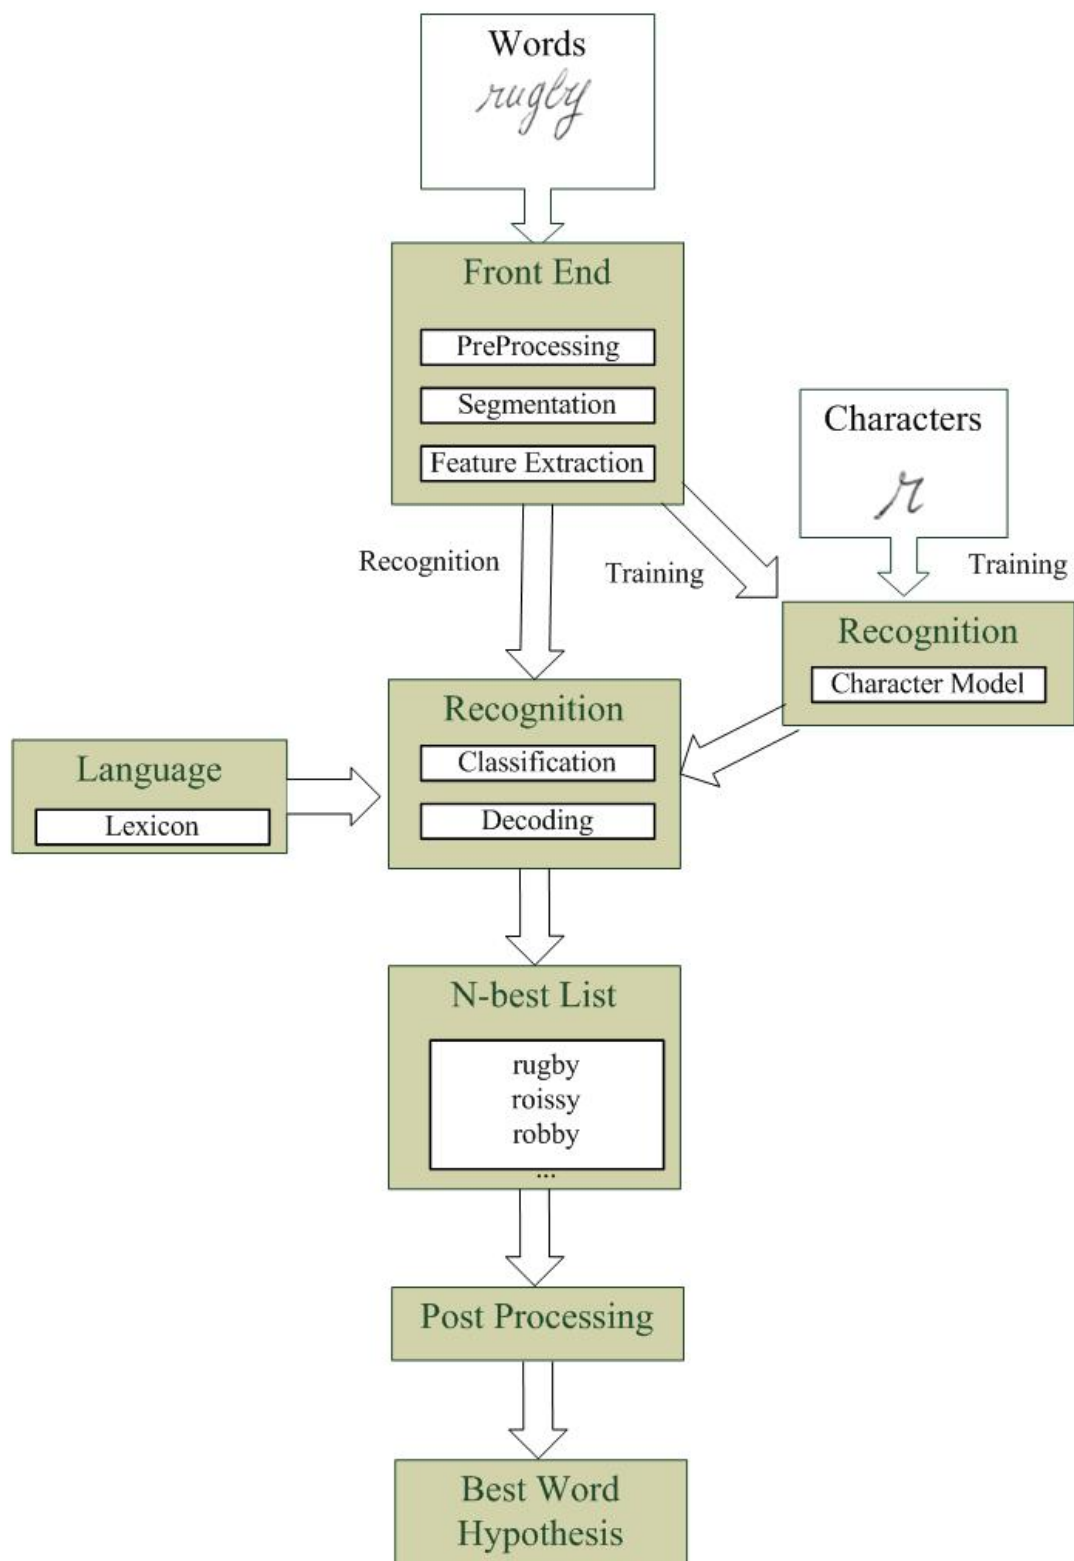 Words
rugby
Front End
PreProcessing
Segmentation
Feature Extraction
Characters
r
Recognition
Training
Training
Recognition
Character Model
Recognition
Classification
Decoding
Language
Lexicon
N-best List
rugby
roissy
robby
...
Post Processing
Best Word
Hypothesis